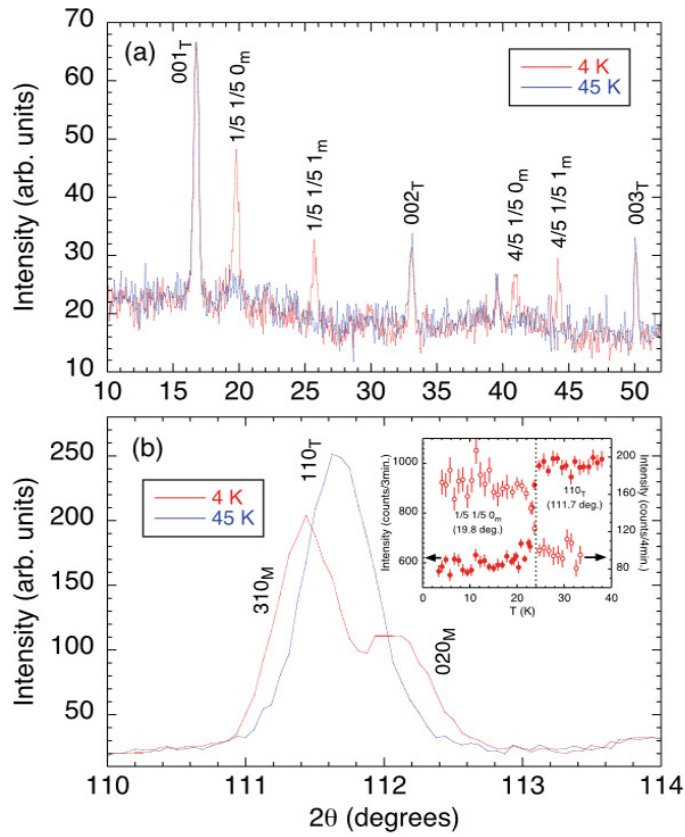 (a)
001T
1/5 1/5 0m
1/5 1/5 1m
002T
4/5 1/5 0m
4/5 1/5 1m
003T
4 K
45 K
Intensity (arb. units)
70
60
50
40
30
20
10
10 15 20 25 30 35 40 45 50
(b)
310M
110T
020M
4 K
45 K
Intensity (arb. units)
250
200
150
100
50
110 111 112 113 114
2θ (degrees)
Intensity (counts/3min.)
1000
900
800
600
1/5 1/5 0m
(19.8 deg.)
110T
(111.7 deg.)
200
160
120
80
Intensity (counts/4min.)
0 10 20 30 40
T (K)